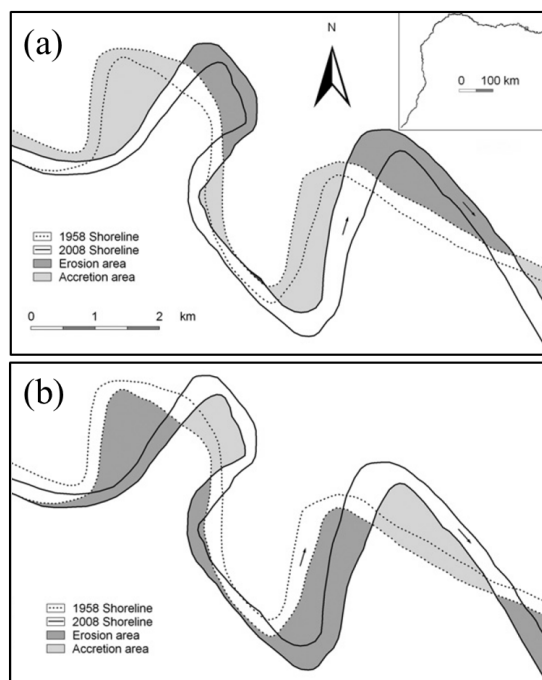 (a)
N
0 100 km
1958 Shoreline
2008 Shoreline
Erosion area
Accretion area
0 1 2 km
(b)
1958 Shoreline
2008 Shoreline
Erosion area
Accretion area